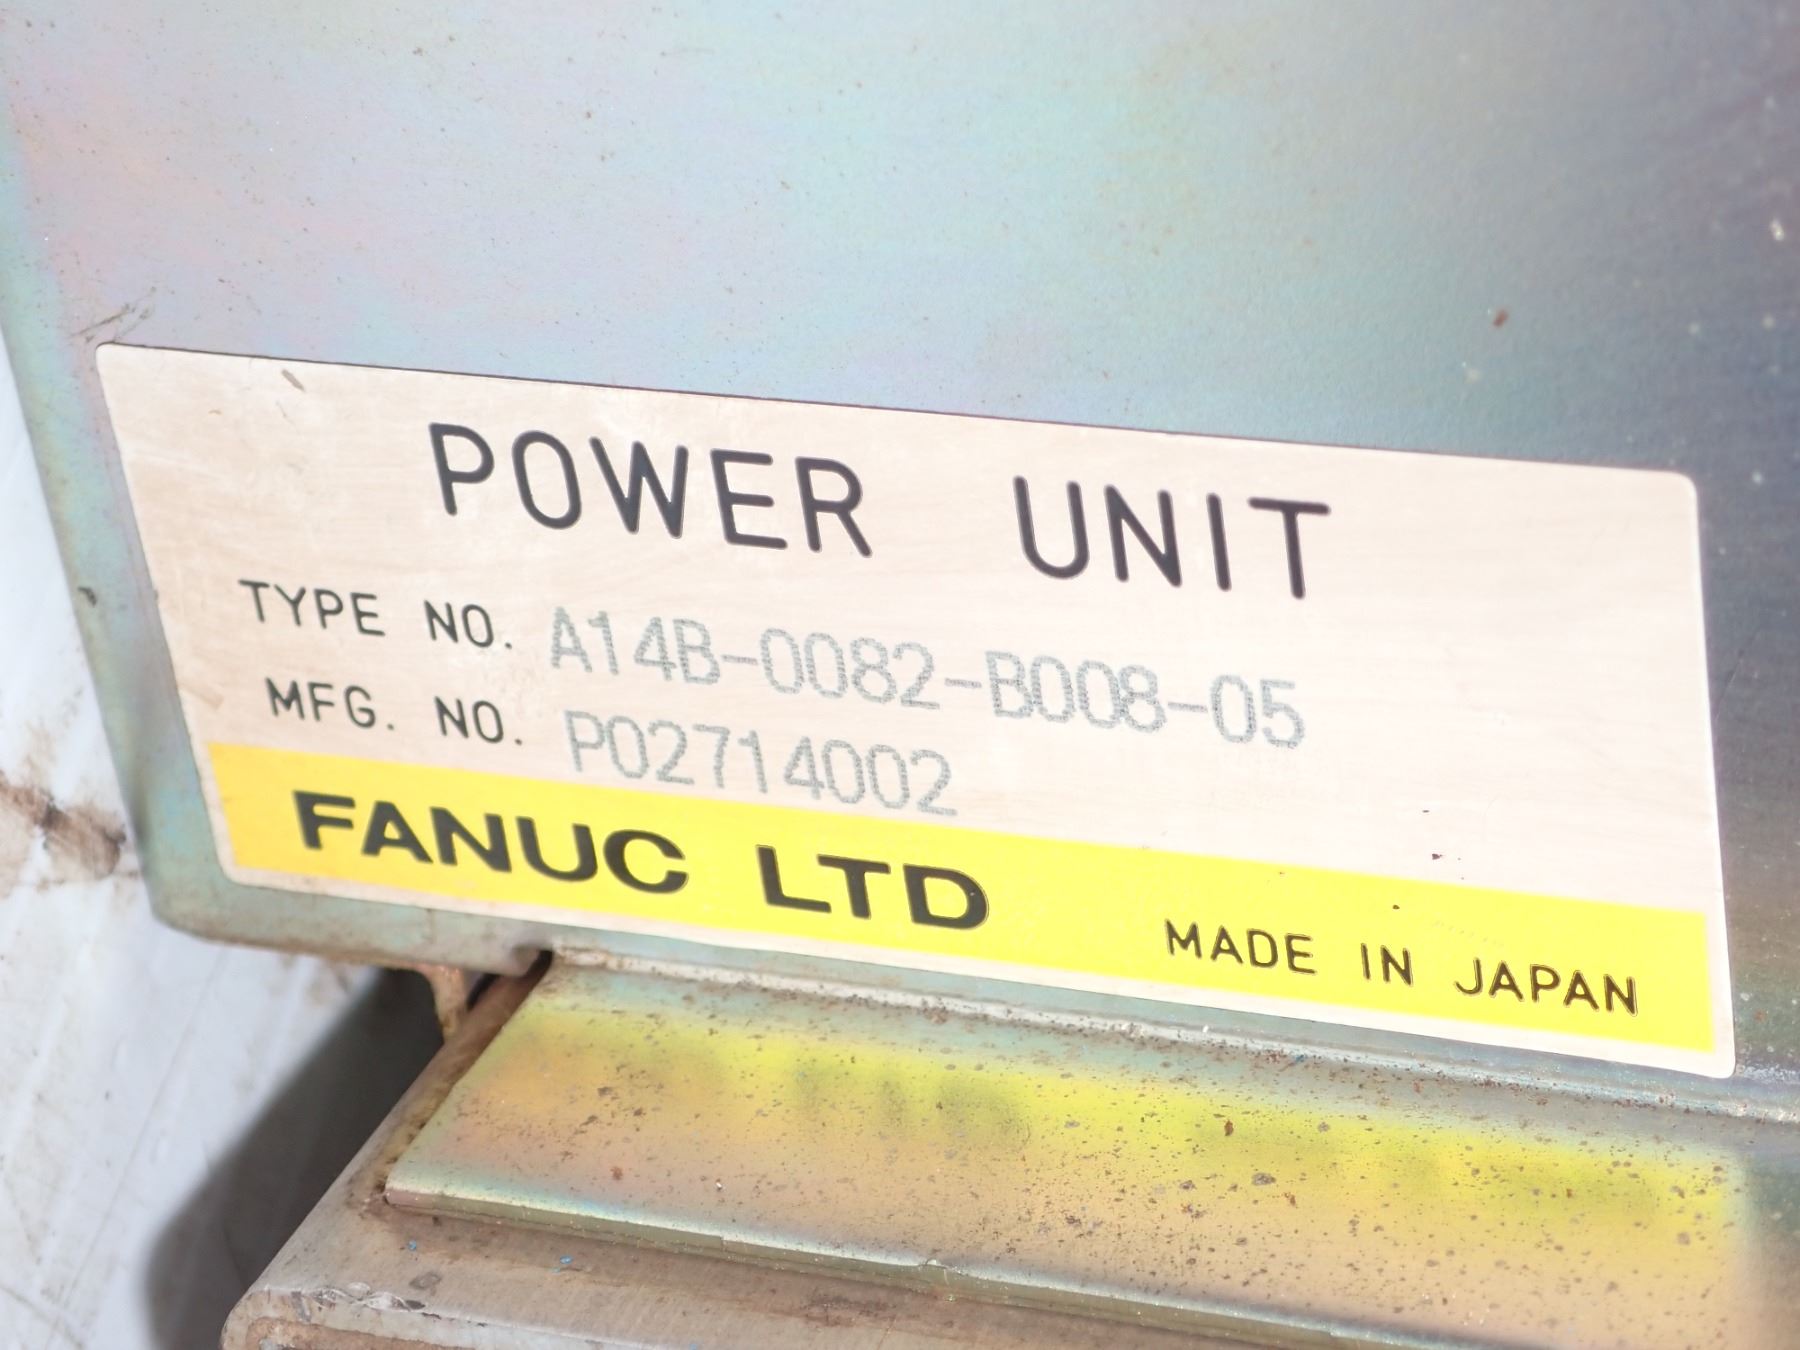 POWER UNIT
TYPE NO. A14B-0082-B008-05
MFG. NO. P02714002
FANUC LTD MADE IN JAPAN